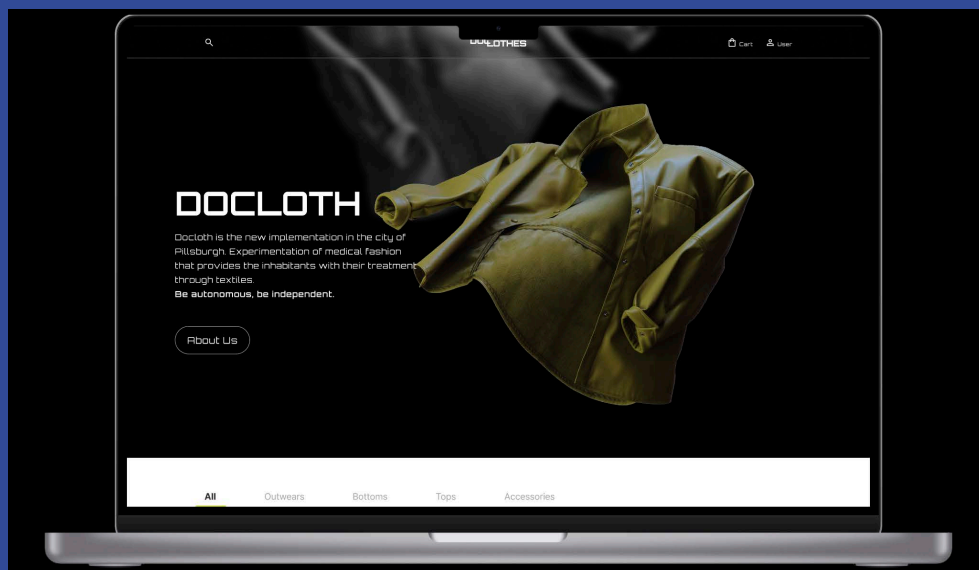 Cart
User
DOCLOTH
Docloth is the new implementation in the city of
Pillsburgh. Experimentation of medical fashion
that provides the inhabitants with their treatment
through textiles.
Be autonomous, be independent.
About Us
All
Outwears
Bottoms
Tops
Accessories